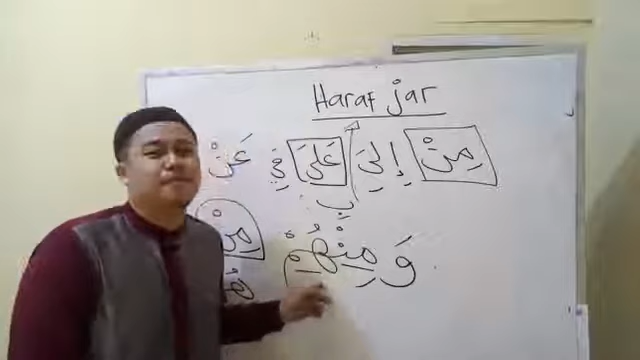 Haraf jar
مِنْ إِلَى عَلَى فِي عَنْ
بِ
وَمِنْهُمْ
مِنْ